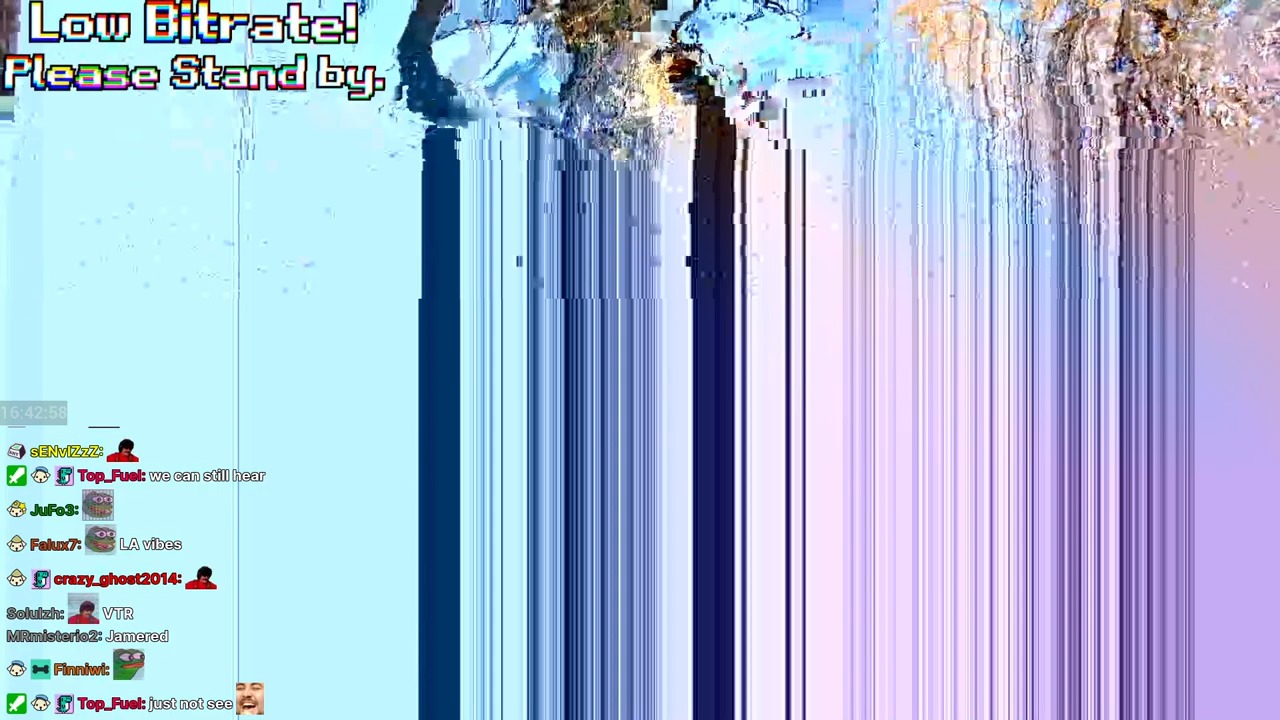 Low Bitrate!
Please Stand by.
16:42:58
sENvIZzZ:
Top_Fuel: we can still hear
JuFo3:
Falux7: LA vibes
crazy_ghost2014:
Solulzh: VTR
MRmisterio2: Jamered
Finniwi:
Top_Fuel: just not see